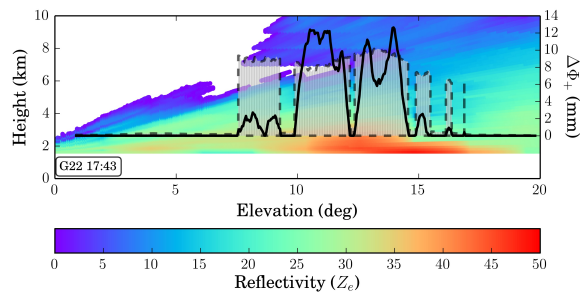 10
8
6
4
2
0
Height (km)
14
12
10
8
6
4
2
0
ΔΦ+ (mm)
G22 17:43
0 5 10 15 20
Elevation (deg)
0 5 10 15 20 25 30 35 40 45 50
Reflectivity (Ze)